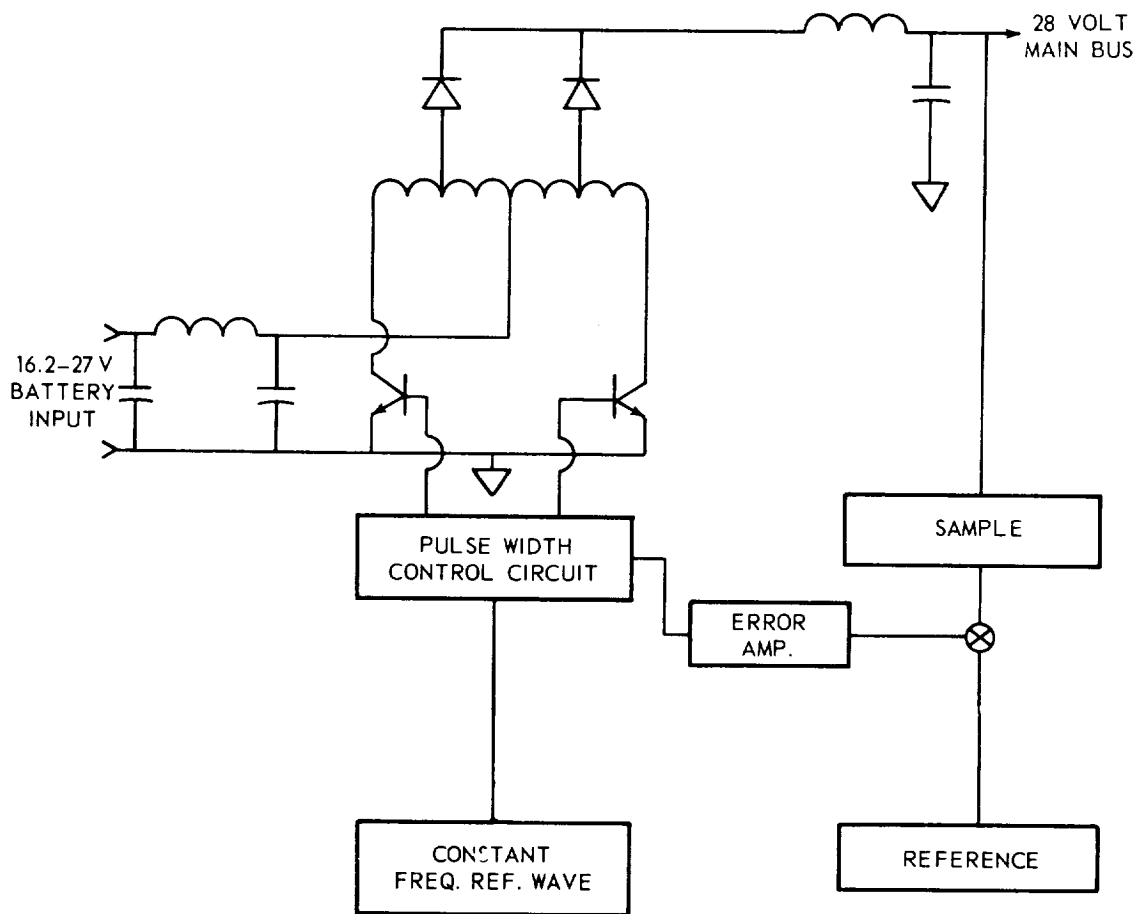 28 VOLT
MAIN BUS
16.2-27 V
BATTERY
INPUT
PULSE WIDTH
CONTROL CIRCUIT
SAMPLE
ERROR
AMP.
CONSTANT
FREQ. REF. WAVE
REFERENCE